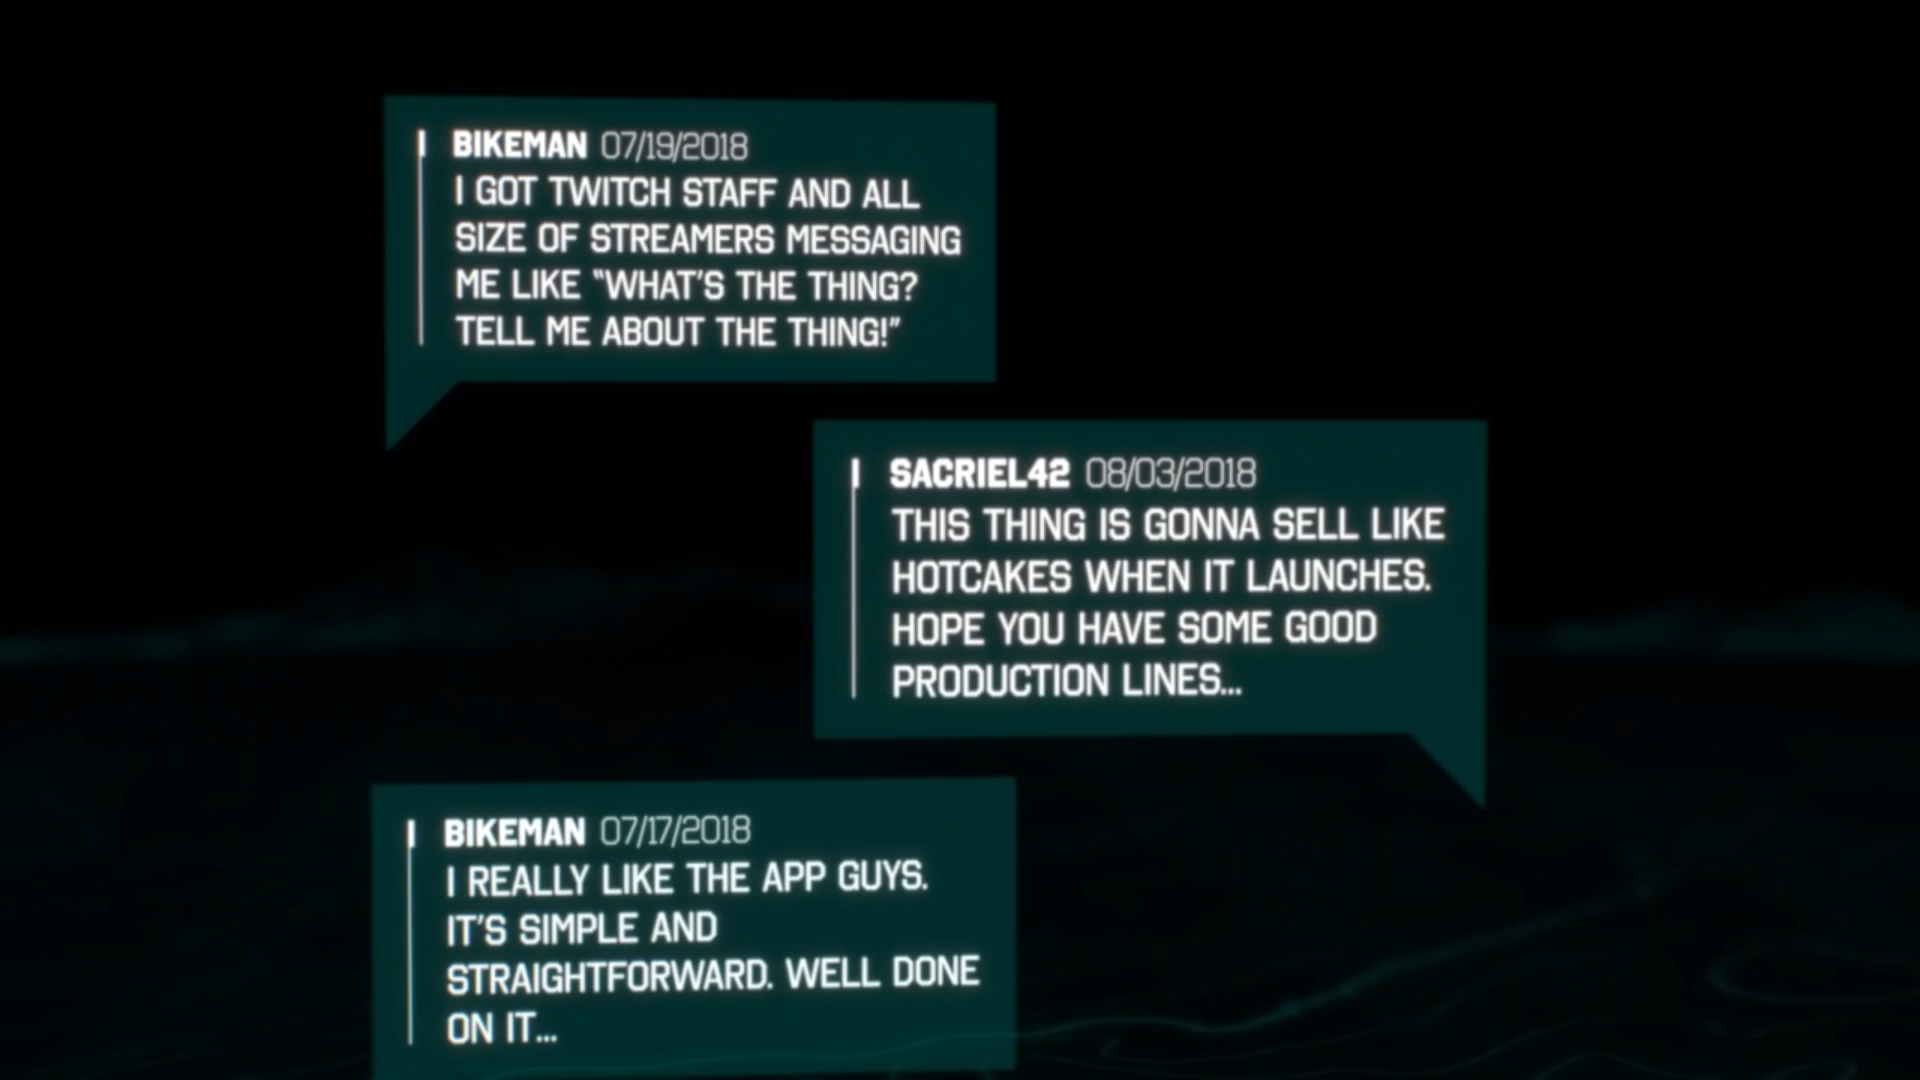 BIKEMAN 07/19/2018
I GOT TWITCH STAFF AND ALL
SIZE OF STREAMERS MESSAGING
ME LIKE “WHAT’S THE THING?
TELL ME ABOUT THE THING!”
SACRIEL42 08/03/2018
THIS THING IS GONNA SELL LIKE
HOTCAKES WHEN IT LAUNCHES.
HOPE YOU HAVE SOME GOOD
PRODUCTION LINES...
BIKEMAN 07/17/2018
I REALLY LIKE THE APP GUYS.
IT’S SIMPLE AND
STRAIGHTFORWARD. WELL DONE
ON IT...